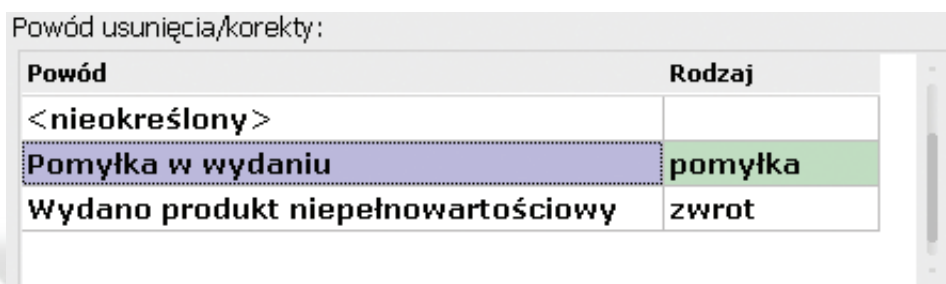 Powód usunięcia/korekty:
Powód Rodzaj
<nieokreślony>
Pomyłka w wydaniu pomyłka
Wydano produkt niepełnowartościowy zwrot